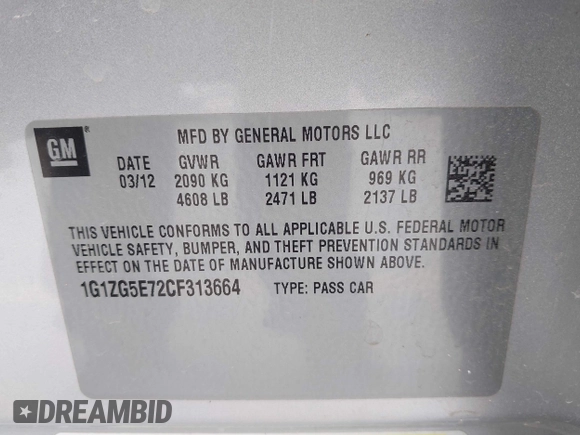 GM ®
MFD BY GENERAL MOTORS LLC
DATE GVWR GAWR FRT GAWR RR
03/12 2090 KG 1121 KG 969 KG
4608 LB 2471 LB 2137 LB
THIS VEHICLE CONFORMS TO ALL APPLICABLE U.S. FEDERAL MOTOR
VEHICLE SAFETY, BUMPER, AND THEFT PREVENTION STANDARDS IN
EFFECT ON THE DATE OF MANUFACTURE SHOWN ABOVE.
1G1ZG5E72CF313664 TYPE: PASS CAR
DREAMBID